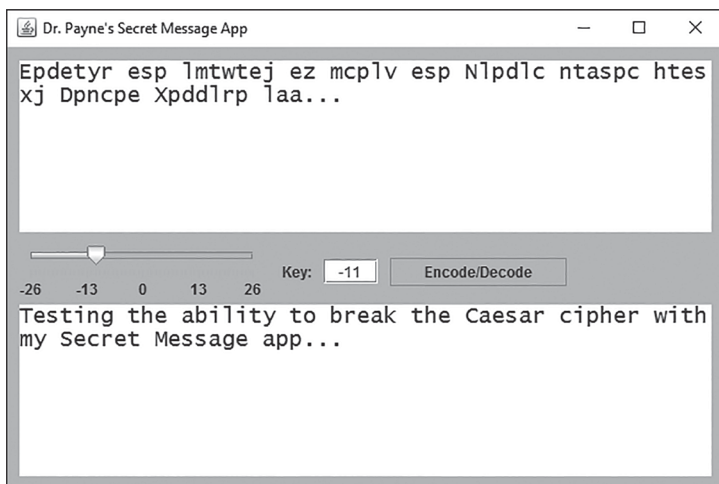 Dr. Payne's Secret Message App
Epdetyr esp lmtwtej ez mcplv esp Nlpdlc ntaspc htes
xj Dpncpe Xpddlrp laa...
-26 -13 0 13 26
Key: -11 Encode/Decode
Testing the ability to break the Caesar cipher with
my Secret Message app...